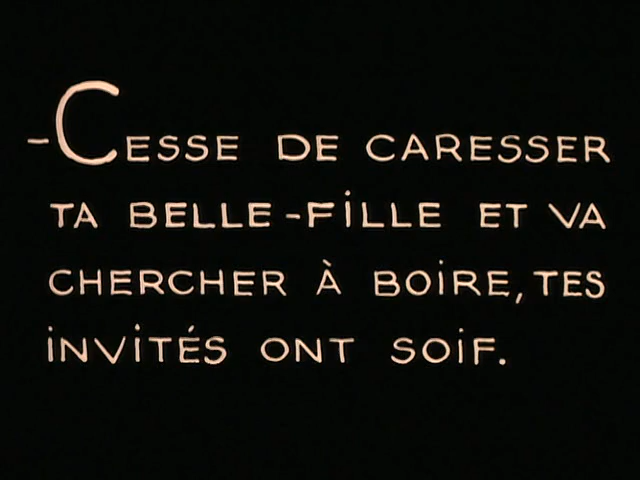 -CESSE DE CARESSER
TA BELLE-FiLLE ET VA
CHERCHER À BOiRE, TES
iNViTÉS ONT SOiF.